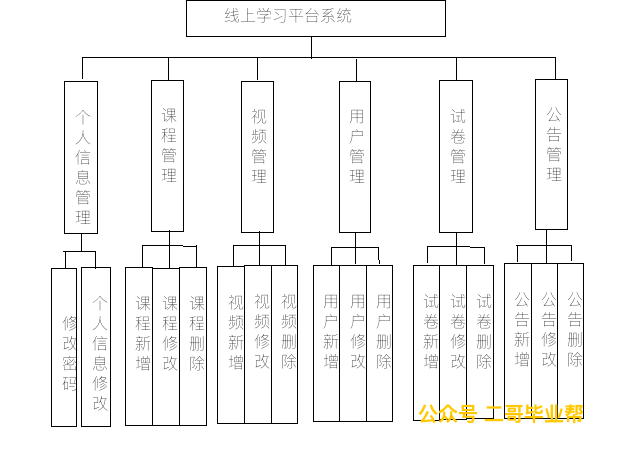 线上学习平台系统
个人信息管理
课程管理
视频管理
用户管理
试卷管理
公告管理
修改密码
个人信息修改
课程新增
课程修改
课程删除
视频新增
视频修改
视频删除
用户新增
用户修改
用户删除
试卷新增
试卷修改
试卷删除
公告新增
公告修改
公告删除
公众号 二哥毕业帮